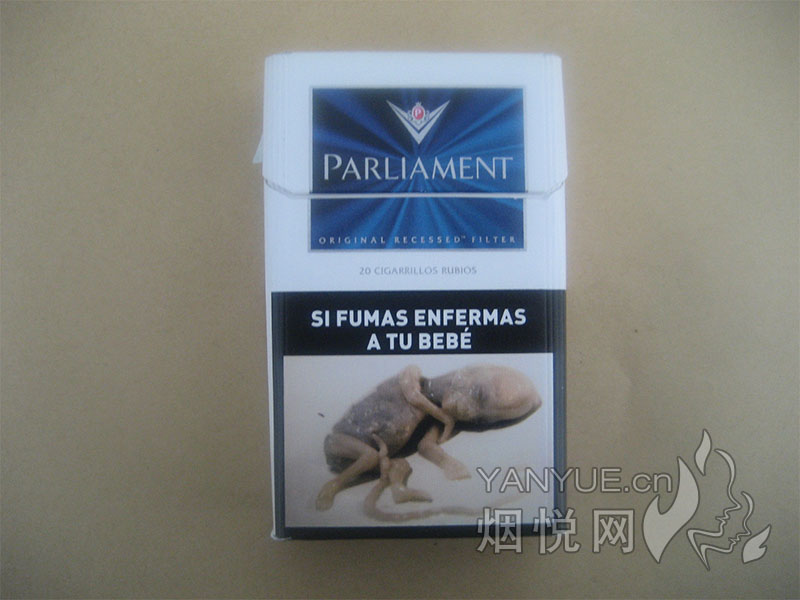 P
PARLIAMENT
ORIGINAL RECESSED™ FILTER
20 CIGARRILLOS RUBIOS
SI FUMAS ENFERMAS
A TU BEBÉ
YANYUE.cn
烟悦网